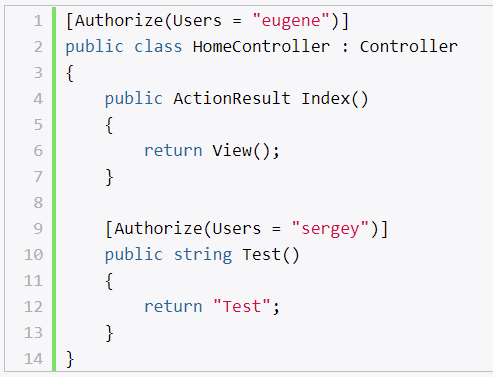 1 [Authorize(Users = "eugene")]
2 public class HomeController : Controller
3 {
4     public ActionResult Index()
5     {
6         return View();
7     }
8
9     [Authorize(Users = "sergey")]
10     public string Test()
11     {
12         return "Test";
13     }
14 }